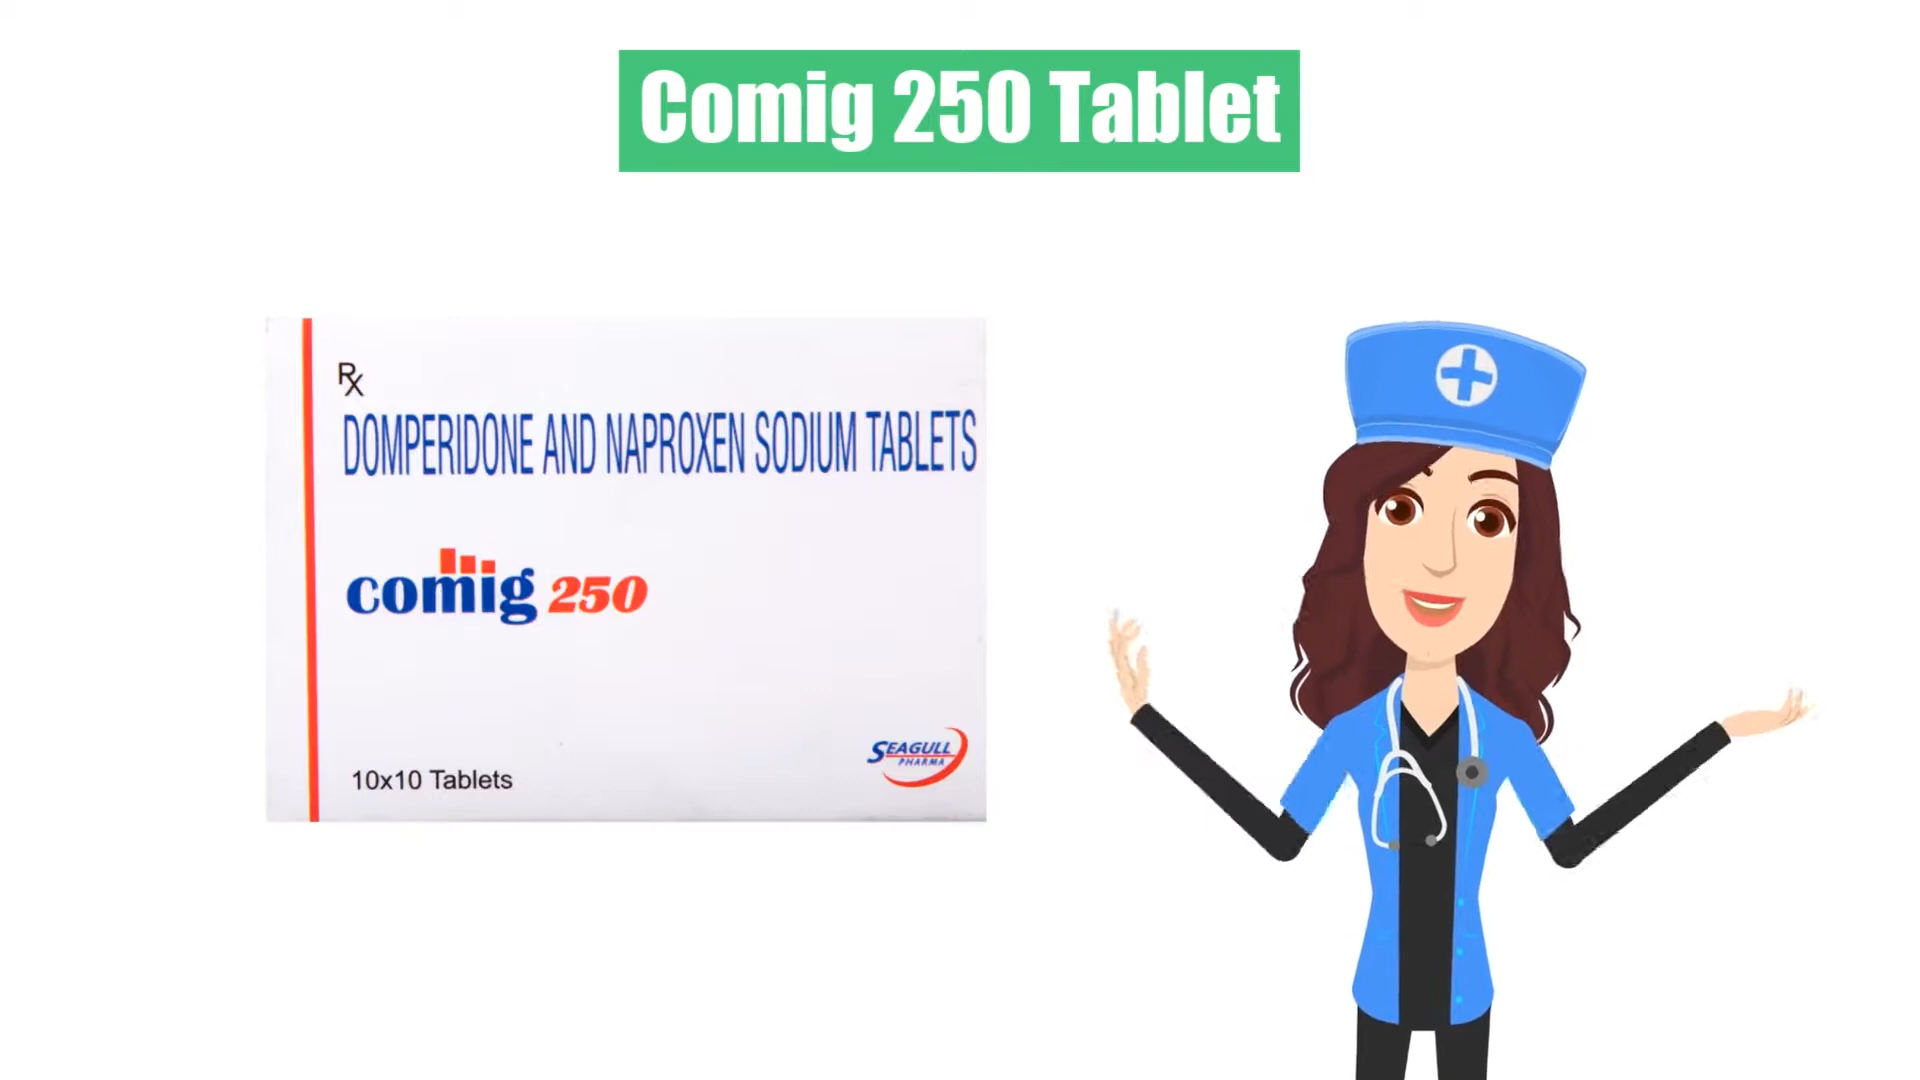 Comig 250 Tablet
Rx
DOMPERIDONE AND NAPROXEN SODIUM TABLETS
comig 250
SEAGULL
PHARMA
10x10 Tablets